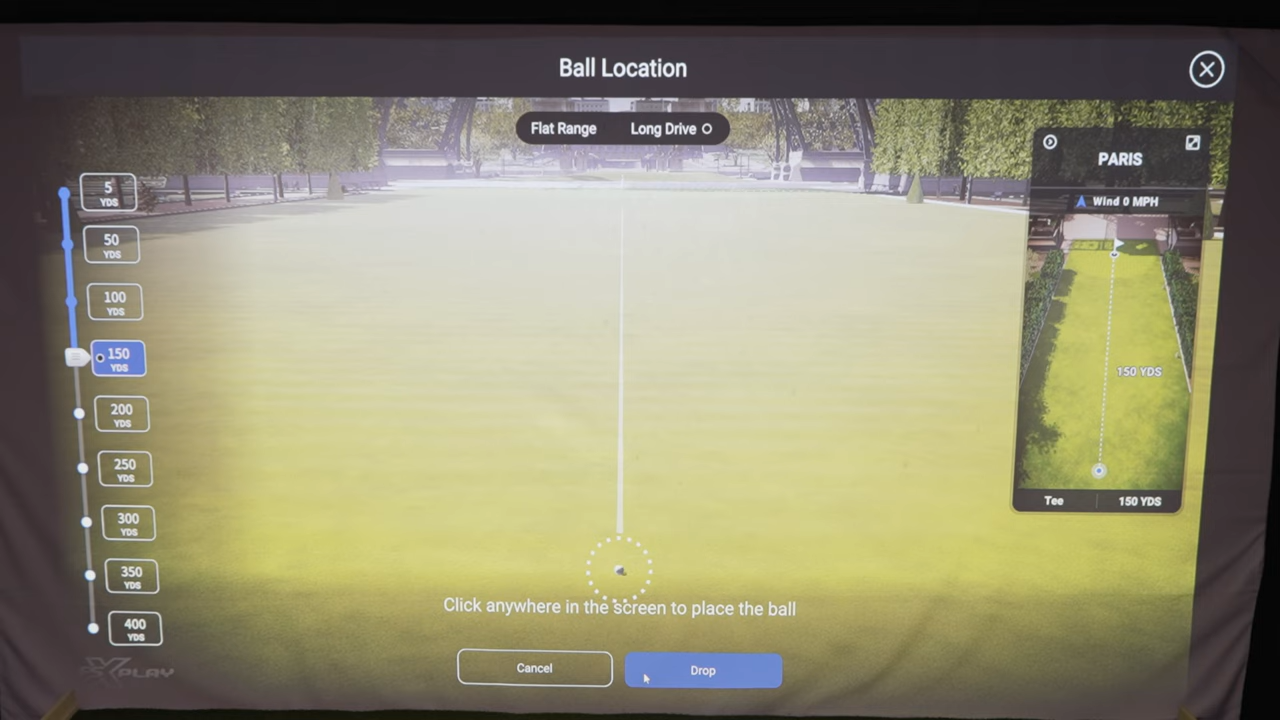 Ball Location
Flat Range Long Drive
PARIS
Wind 0 MPH
5
YDS
50
YDS
100
YDS
150
YDS
200
YDS
250
YDS
300
YDS
350
YDS
400
YDS
150 YDS
Tee 150 YDS
Click anywhere in the screen to place the ball
Cancel Drop
XPLAY